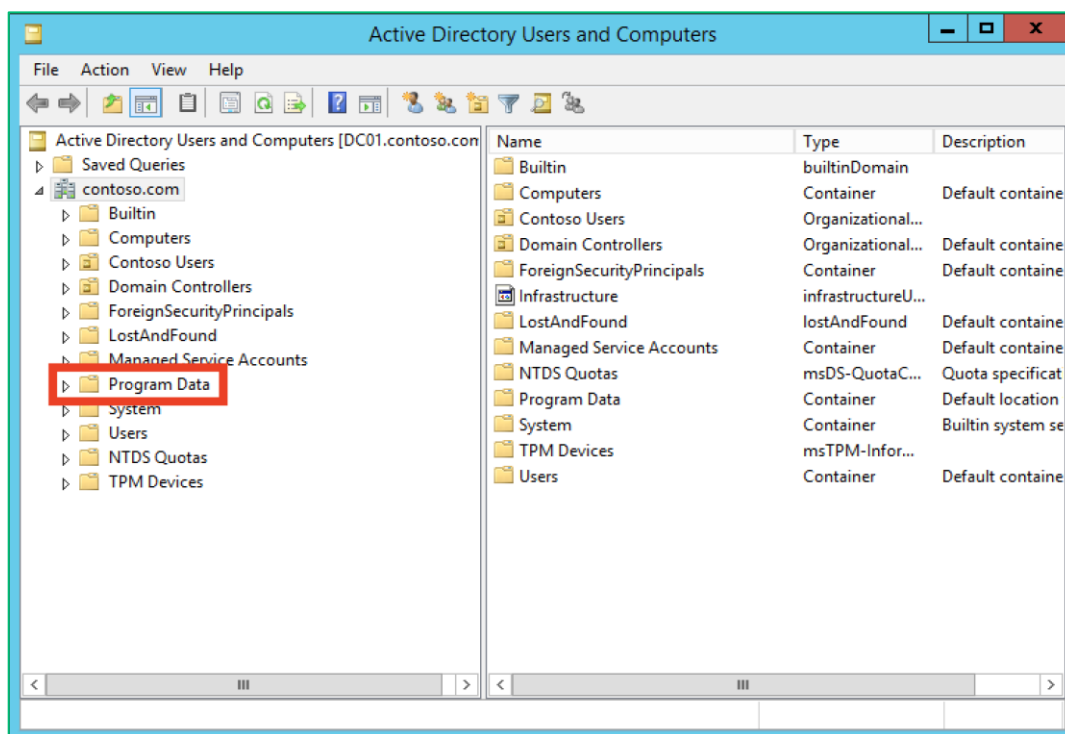 Active Directory Users and Computers
File Action View Help
Active Directory Users and Computers [DC01.contoso.con
Saved Queries
contoso.com
Builtin
Computers
Contoso Users
Domain Controllers
ForeignSecurityPrincipals
LostAndFound
Managed Service Accounts
Program Data
System
Users
NTDS Quotas
TPM Devices
Name Type Description
Builtin builtinDomain
Computers Container Default containe
Contoso Users Organizational...
Domain Controllers Organizational... Default containe
ForeignSecurityPrincipals Container Default containe
Infrastructure infrastructureU...
LostAndFound lostAndFound Default containe
Managed Service Accounts Container Default containe
NTDS Quotas msDS-QuotaC... Quota specificat
Program Data Container Default location
System Container Builtin system se
TPM Devices msTPM-Infor...
Users Container Default containe